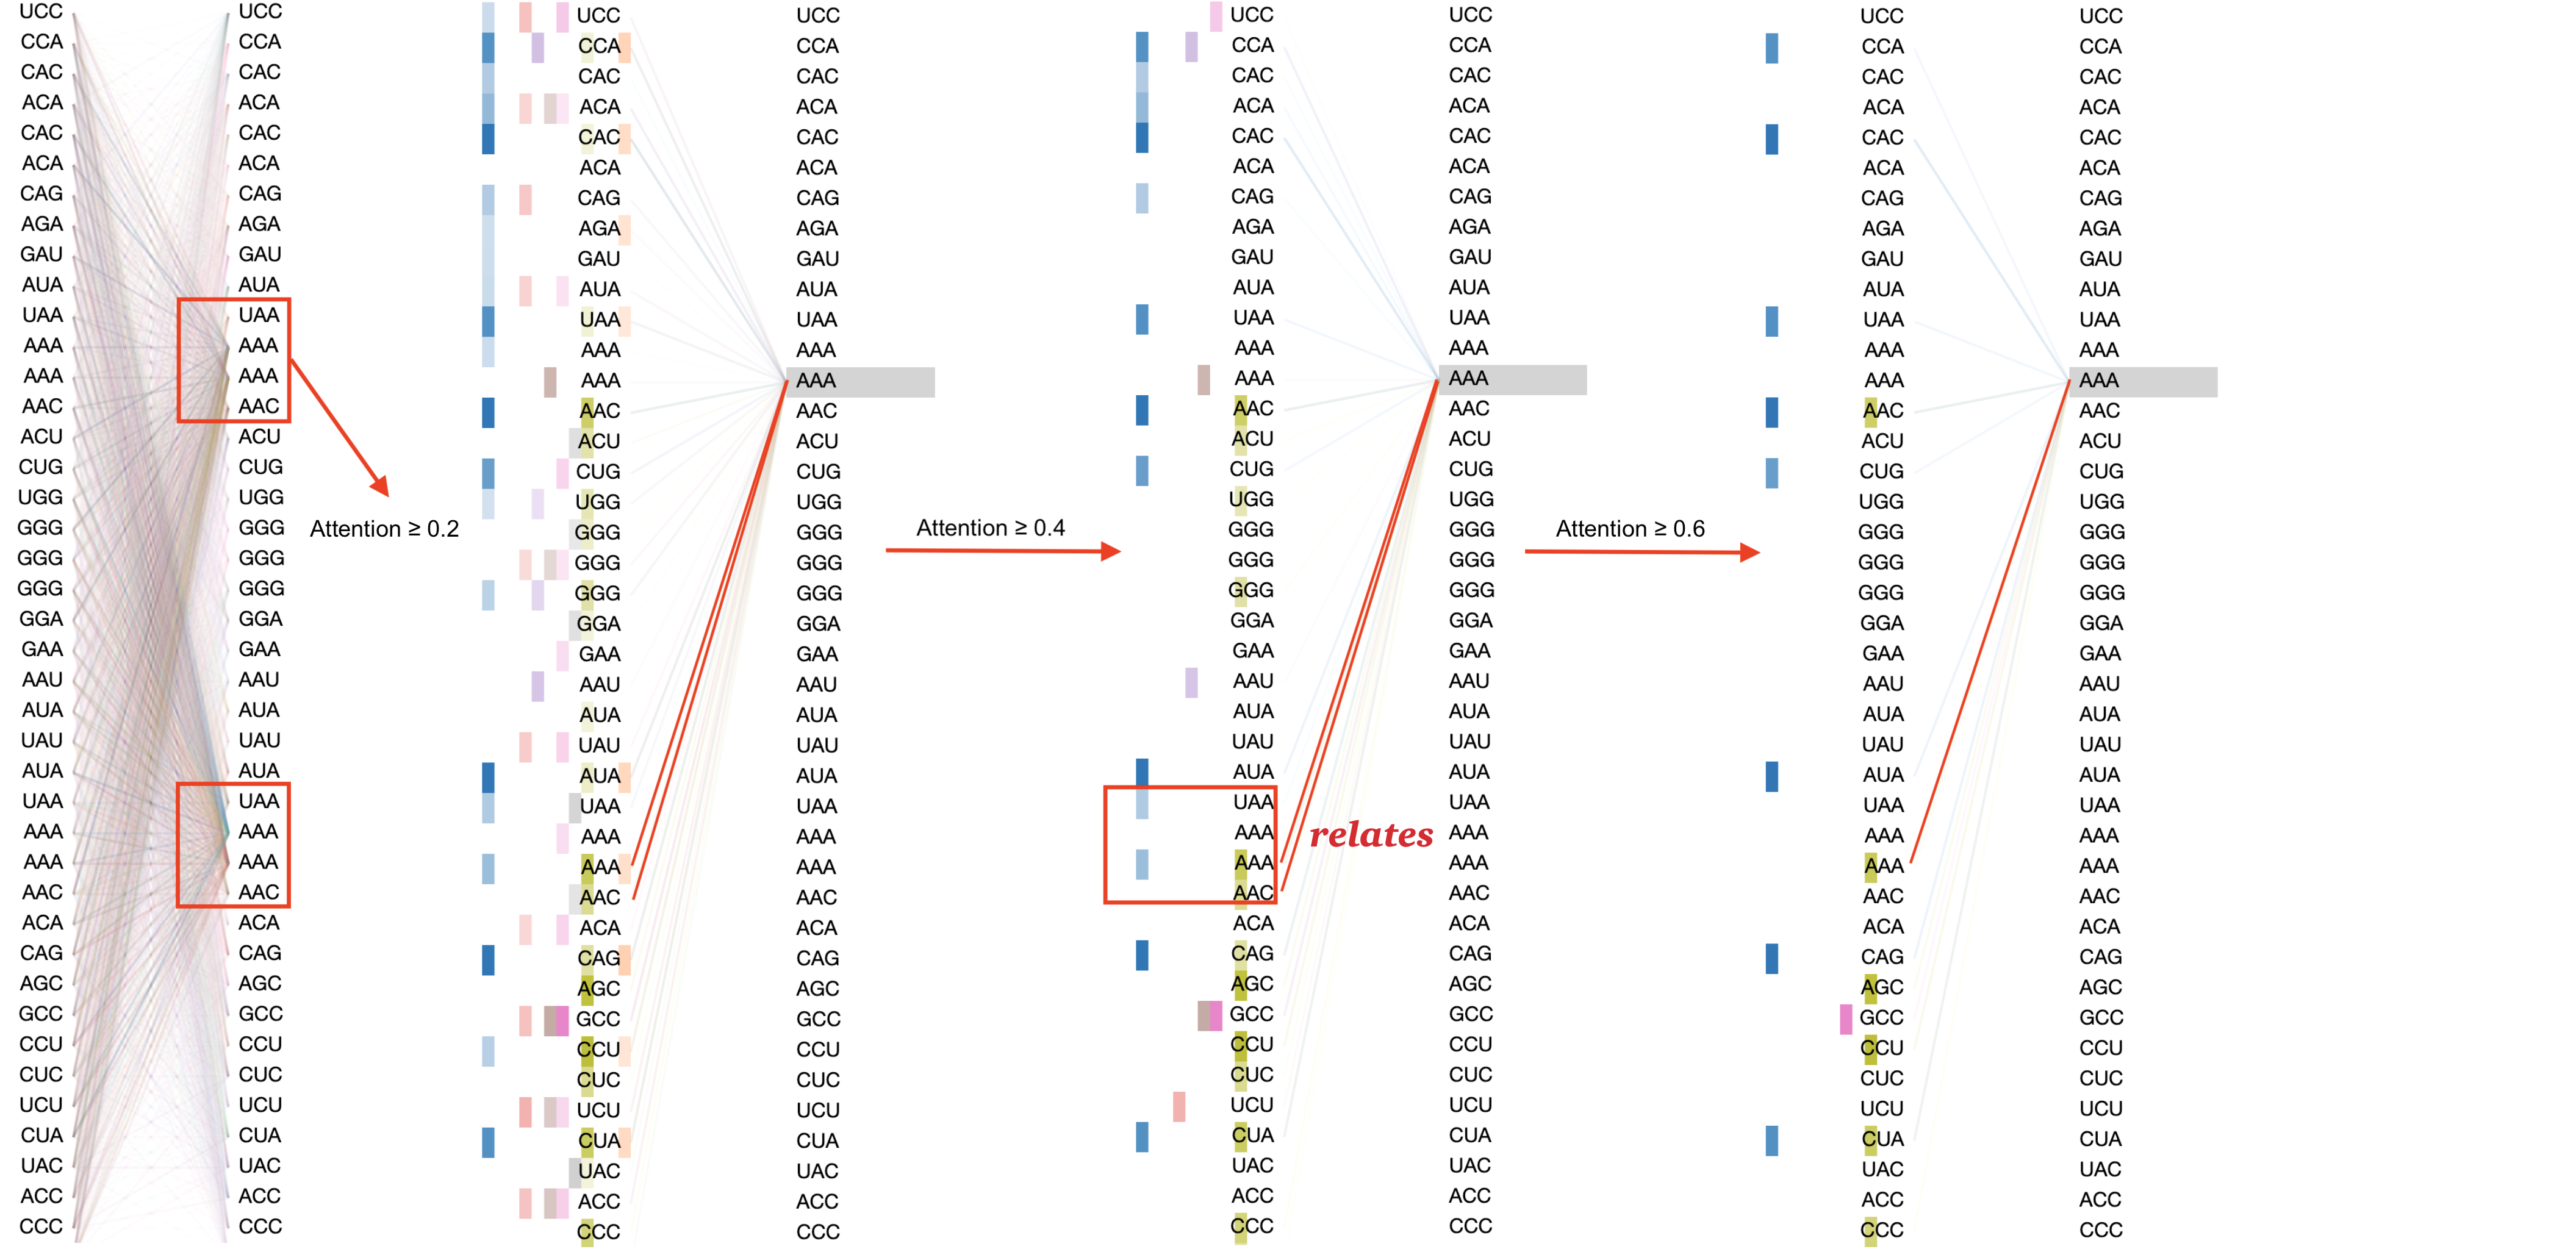 UCC UCC UCC UCC UCC UCC UCC UCC
CCA CCA CCA CCA CCA CCA CCA CCA
CAC CAC CAC CAC CAC CAC CAC CAC
ACA ACA ACA ACA ACA ACA ACA ACA
CAC CAC CAC CAC CAC CAC CAC CAC
ACA ACA ACA ACA ACA ACA ACA ACA
CAG CAG CAG CAG CAG CAG CAG CAG
AGA AGA AGA AGA AGA AGA AGA AGA
GAU GAU GAU GAU GAU GAU GAU GAU
AUA AUA AUA AUA AUA AUA AUA AUA
UAA UAA UAA UAA UAA UAA UAA UAA
AAA AAA AAA AAA AAA AAA AAA AAA
AAA AAA AAA AAA AAA AAA AAA AAA
AAC AAC AAC AAC AAC AAC AAC AAC
ACU ACU ACU ACU ACU ACU ACU ACU
CUG CUG CUG CUG CUG CUG CUG CUG
UGG UGG UGG UGG UGG UGG UGG UGG
GGG GGG Attention ≥ 0.2 GGG GGG Attention ≥ 0.4 GGG GGG Attention ≥ 0.6 GGG GGG
GGG GGG GGG GGG GGG GGG GGG GGG
GGG GGG GGG GGG GGG GGG GGG GGG
GGA GGA GGA GGA GGA GGA GGA GGA
GAA GAA GAA GAA GAA GAA GAA GAA
AAU AAU AAU AAU AAU AAU AAU AAU
AUA AUA AUA AUA AUA AUA AUA AUA
UAU UAU UAU UAU UAU UAU UAU UAU
AUA AUA AUA AUA AUA AUA AUA AUA
UAA UAA UAA UAA UAA UAA UAA UAA
AAA AAA AAA AAA AAA relates AAA AAA AAA
AAA AAA AAA AAA AAA AAA AAA AAA
AAC AAC AAC AAC AAC AAC AAC AAC
ACA ACA ACA ACA ACA ACA ACA ACA
CAG CAG CAG CAG CAG CAG CAG CAG
AGC AGC AGC AGC AGC AGC AGC AGC
GCC GCC GCC GCC GCC GCC GCC GCC
CCU CCU CCU CCU CCU CCU CCU CCU
CUC CUC CUC CUC CUC CUC CUC CUC
UCU UCU UCU UCU UCU UCU UCU UCU
CUA CUA CUA CUA CUA CUA CUA CUA
UAC UAC UAC UAC UAC UAC UAC UAC
ACC ACC ACC ACC ACC ACC ACC ACC
CCC CCC CCC CCC CCC CCC CCC CCC